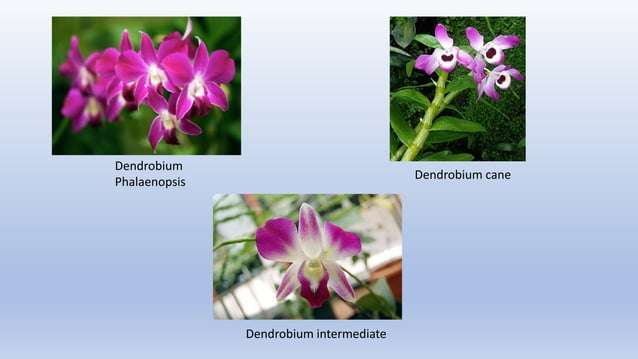 Dendrobium
Phalaenopsis
Dendrobium cane
Dendrobium intermediate